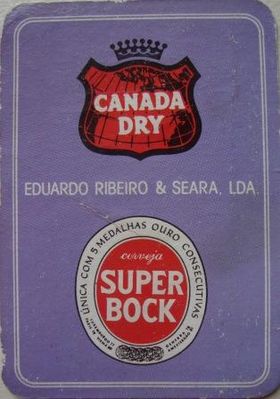 CANADA
DRY
EDUARDO RIBEIRO & SEARA, LDA.
ÚNICA COM 5 MEDALHAS OURO CONSECUTIVAS
cerveja
SUPER
BOCK